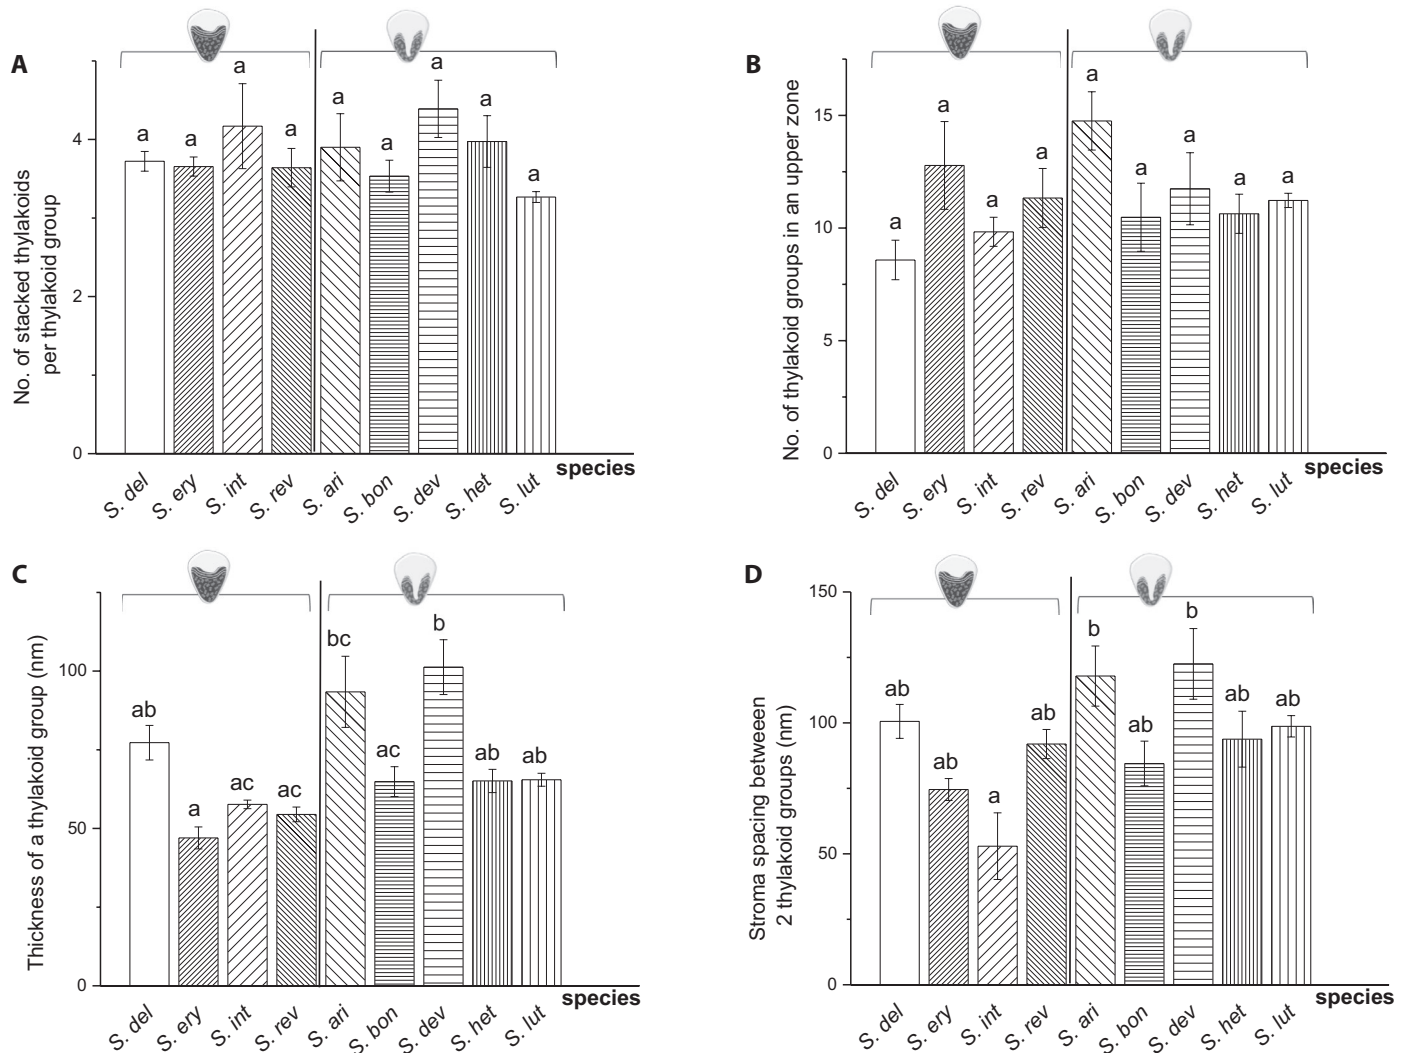 A
No. of stacked thylakoids
per thylakoid group
4
2
0
a
a
a
a
a
a
a
a
a
S. del
S. ery
S. int
S. rev
S. ari
S. bon
S. dev
S. het
S. lut
species
B
No. of thylakoid groups in an upper zone
15
10
5
0
a
a
a
a
a
a
a
a
a
S. del
S. ery
S. int
S. rev
S. ari
S. bon
S. dev
S. het
S. lut
species
C
Thickness of a thylakoid group (nm)
100
50
0
ab
a
ac
ac
bc
ac
b
ab
ab
S. del
S. ery
S. int
S. rev
S. ari
S. bon
S. dev
S. het
S. lut
species
D
Stroma spacing betweeen
2 thylakoid groups (nm)
150
100
50
0
ab
ab
a
ab
b
ab
b
ab
ab
S. del
S. ery
S. int
S. rev
S. ari
S. bon
S. dev
S. het
S. lut
species